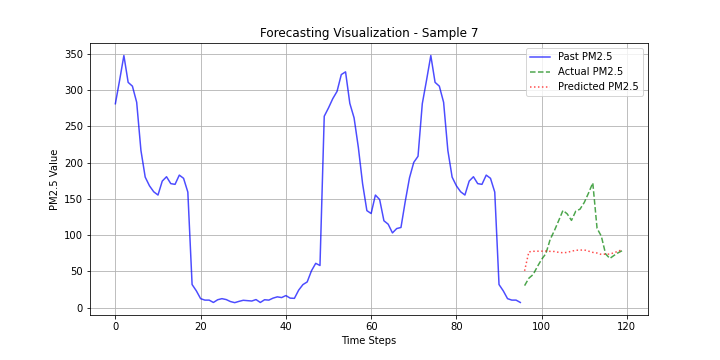 Forecasting Visualization - Sample 7
Past PM2.5
Actual PM2.5
Predicted PM2.5
PM2.5 Value
350
300
250
200
150
100
50
0
0 20 40 60 80 100 120
Time Steps